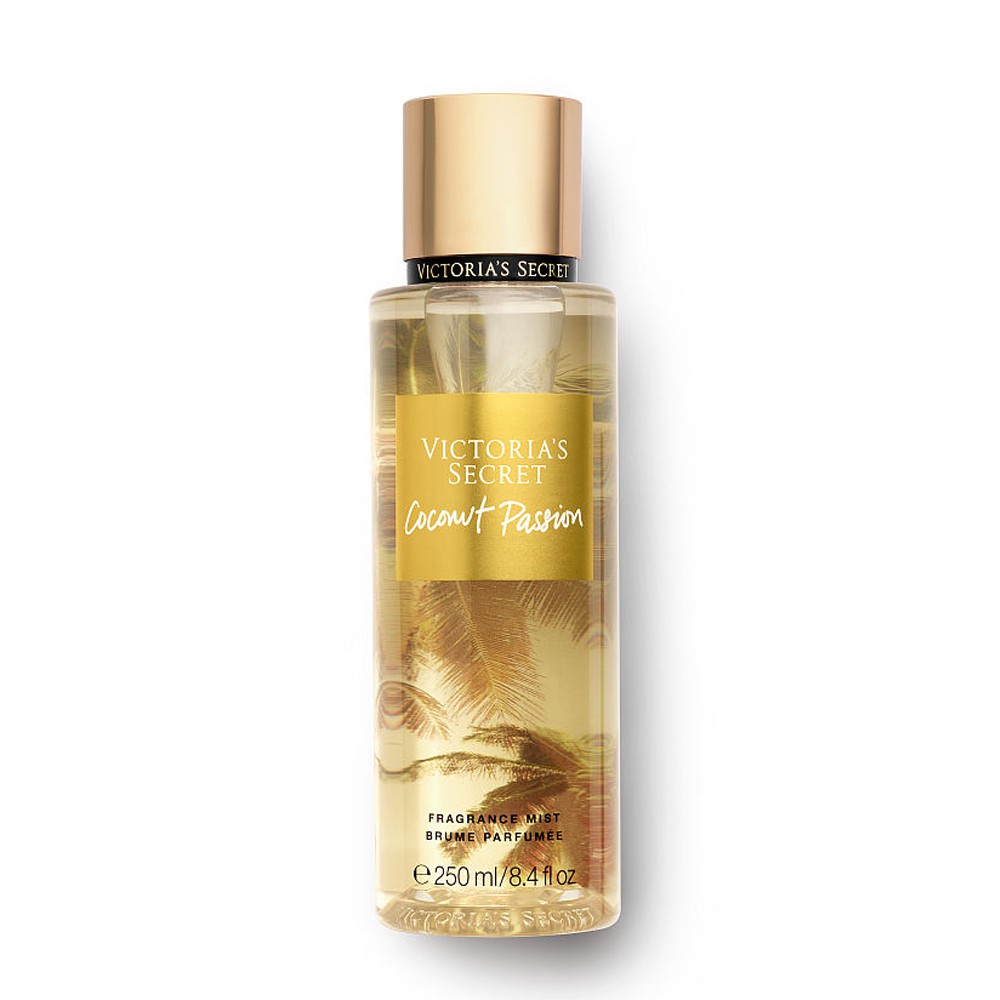 VICTORIA'S SECRET
VICTORIA'S
SECRET
Coconut Passion
FRAGRANCE MIST
BRUME PARFUMÉE
℮ 250 ml/8.4 fl oz
VICTORIA'S SECRET